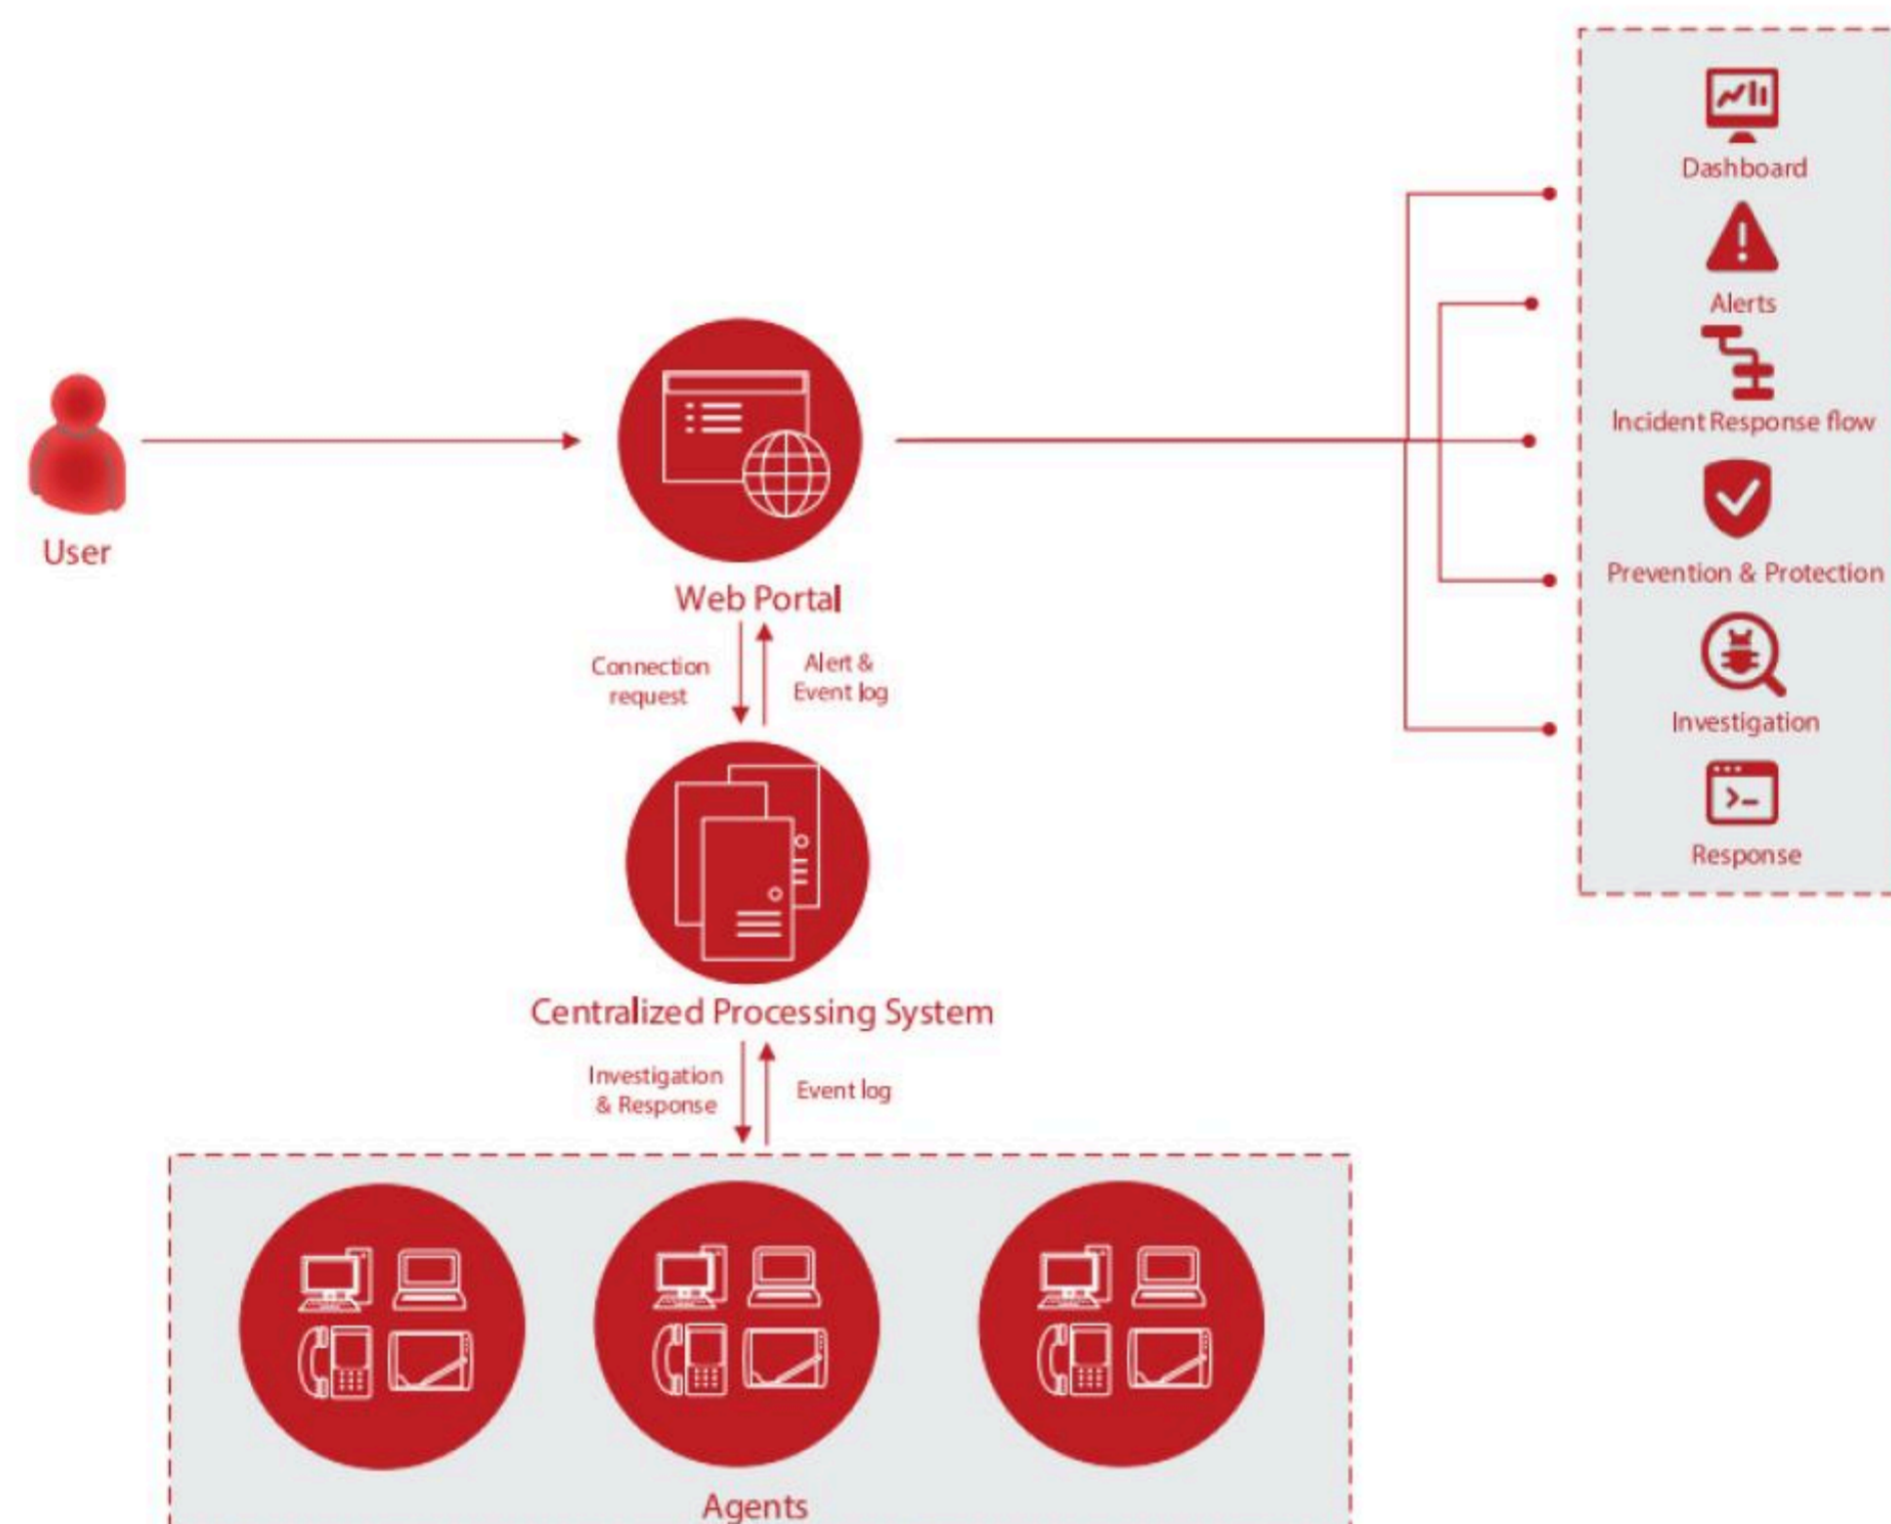 Dashboard
Alerts
Incident Response flow
Prevention & Protection
Investigation
Response
User
Web Portal
Connection
request
Alert &
Event log
Centralized Processing System
Investigation
& Response
Event log
Agents